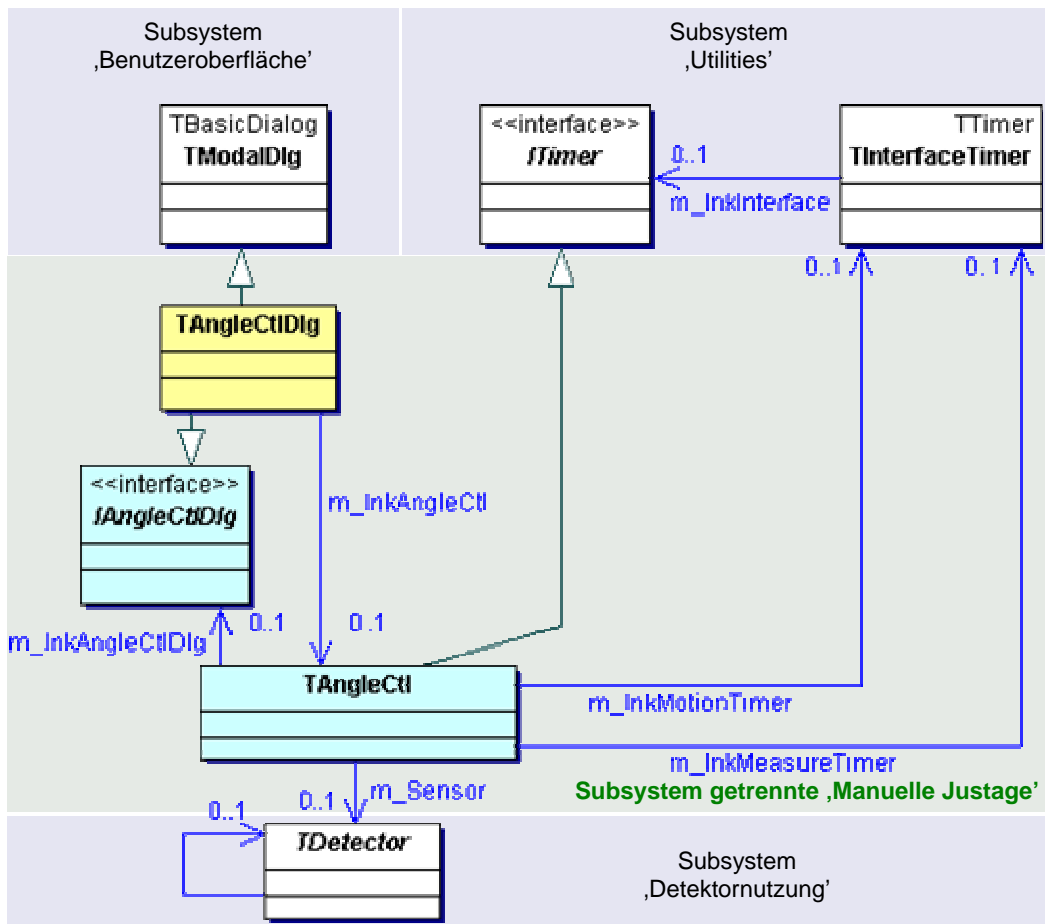 Subsystem
‚Benutzeroberfläche’
Subsystem
‚Utilities’
TBasicDialog
TModalDlg
<<interface>>
ITimer
TTimer
TInterfaceTimer
0..1
m_lnkInterface
0..1
0..1
TAngleCtlDlg
<<interface>>
IAngleCtlDlg
m_lnkAngleCtl
0..1
0..1
m_lnkAngleCtlDlg
TAngleCtl
m_lnkMotionTimer
m_lnkMeasureTimer
Subsystem getrennte ‚Manuelle Justage’
0..1
m_Sensor
0..1
TDetector
Subsystem
‚Detektornutzung’